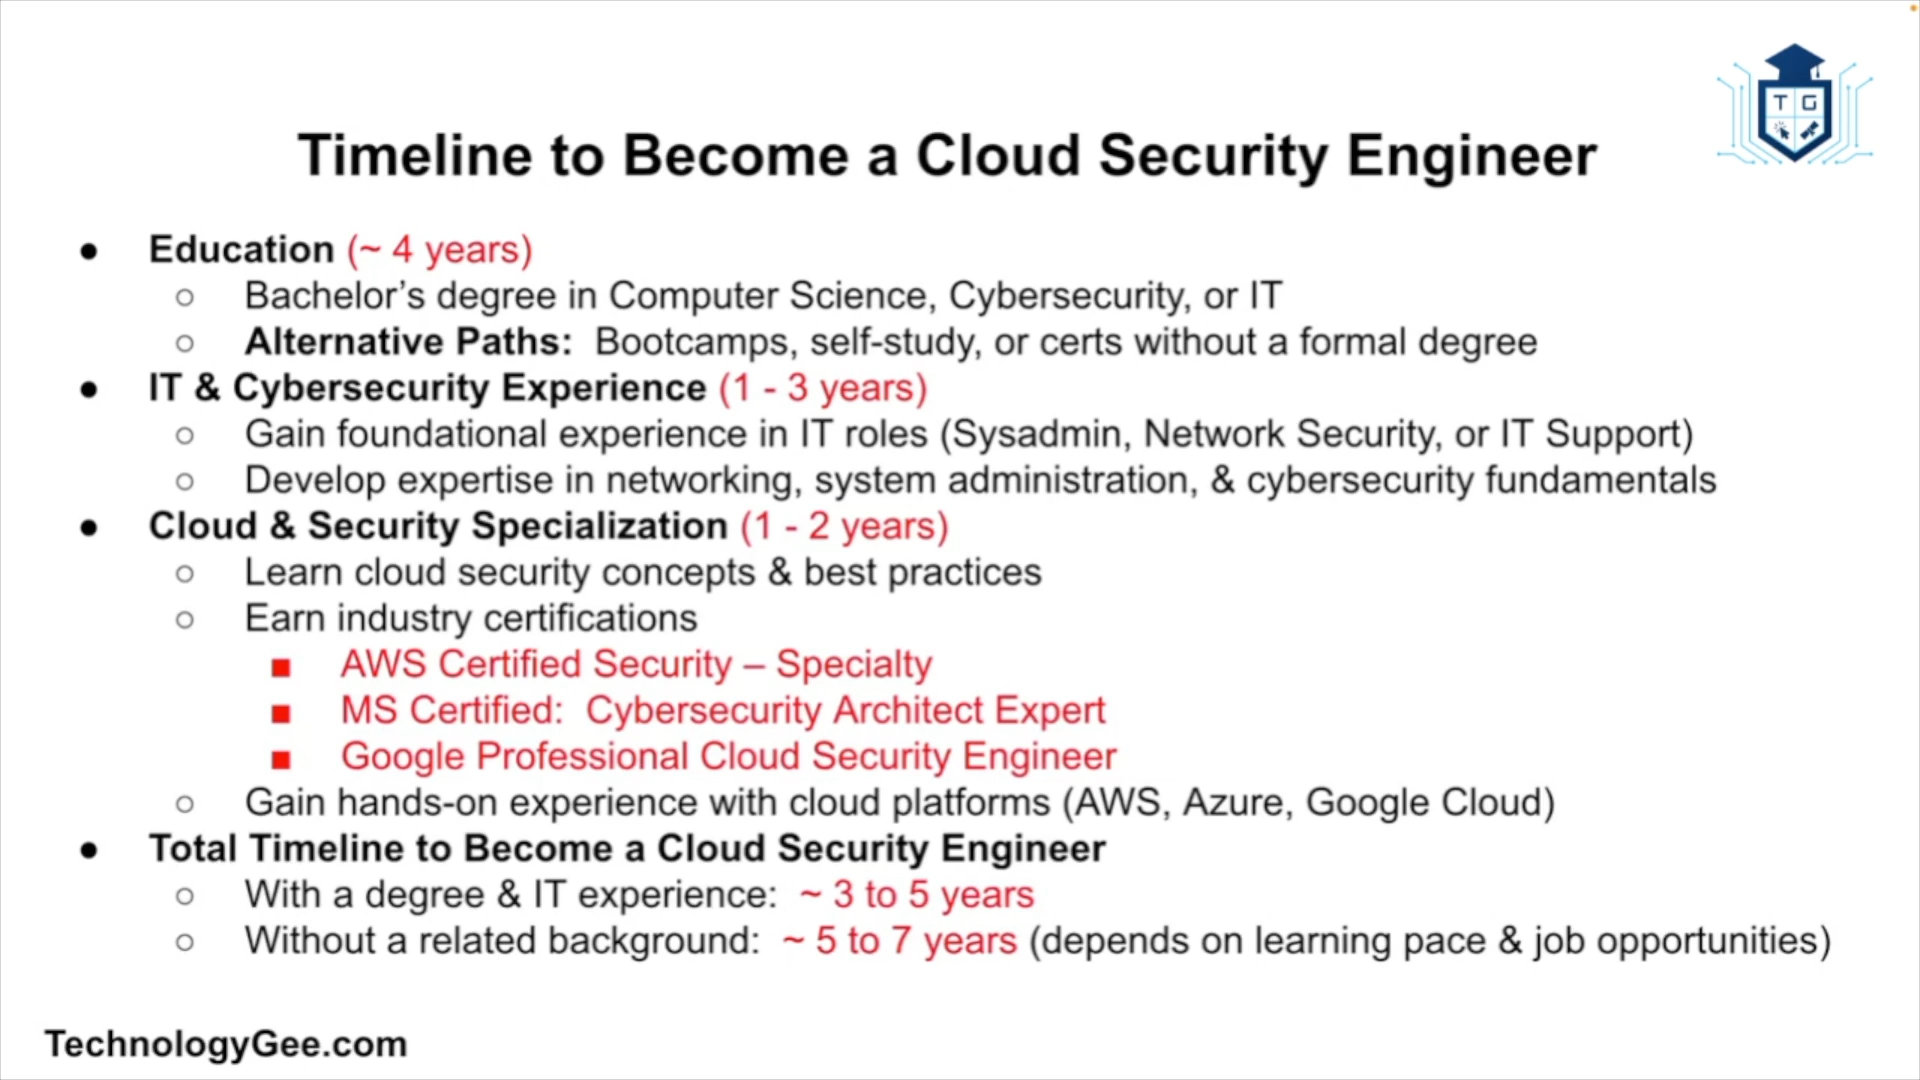 T G
Timeline to Become a Cloud Security Engineer
● Education (~ 4 years)
○ Bachelor’s degree in Computer Science, Cybersecurity, or IT
○ Alternative Paths:  Bootcamps, self-study, or certs without a formal degree
● IT & Cybersecurity Experience (1 - 3 years)
○ Gain foundational experience in IT roles (Sysadmin, Network Security, or IT Support)
○ Develop expertise in networking, system administration, & cybersecurity fundamentals
● Cloud & Security Specialization (1 - 2 years)
○ Learn cloud security concepts & best practices
○ Earn industry certifications
■ AWS Certified Security – Specialty
■ MS Certified:  Cybersecurity Architect Expert
■ Google Professional Cloud Security Engineer
○ Gain hands-on experience with cloud platforms (AWS, Azure, Google Cloud)
● Total Timeline to Become a Cloud Security Engineer
○ With a degree & IT experience:  ~ 3 to 5 years
○ Without a related background:  ~ 5 to 7 years (depends on learning pace & job opportunities)
TechnologyGee.com